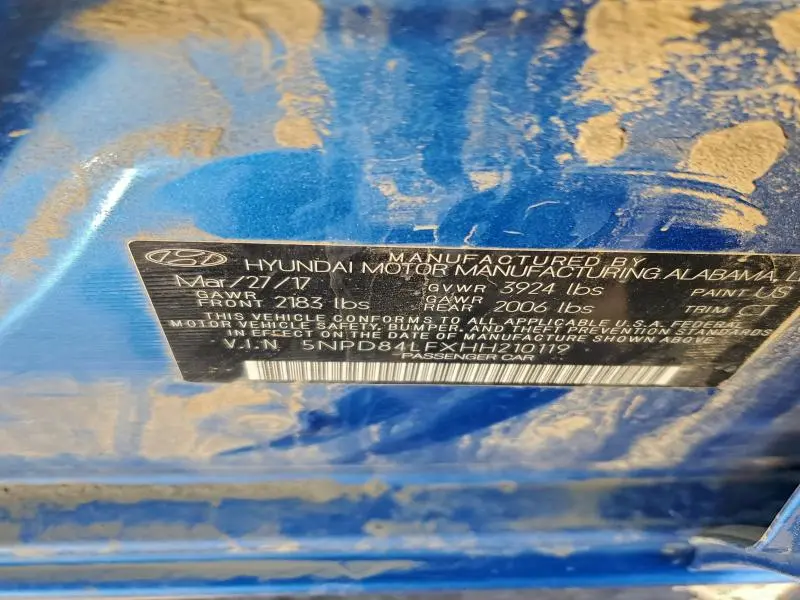 MANUFACTURED BY
HYUNDAI MOTOR MANUFACTURING ALABAMA, L
Mar/27/17 GVWR 3924 lbs PAINT US
GAWR FRONT 2183 lbs GAWR REAR 2006 lbs TRIM CT
THIS VEHICLE CONFORMS TO ALL APPLICABLE U.S.A. FEDERAL
MOTOR VEHICLE SAFETY, BUMPER, AND THEFT PREVENTION STANDARDS
IN EFFECT ON THE DATE OF MANUFACTURE SHOWN ABOVE.
V.I.N 5NPD84LFXHH210119
PASSENGER CAR